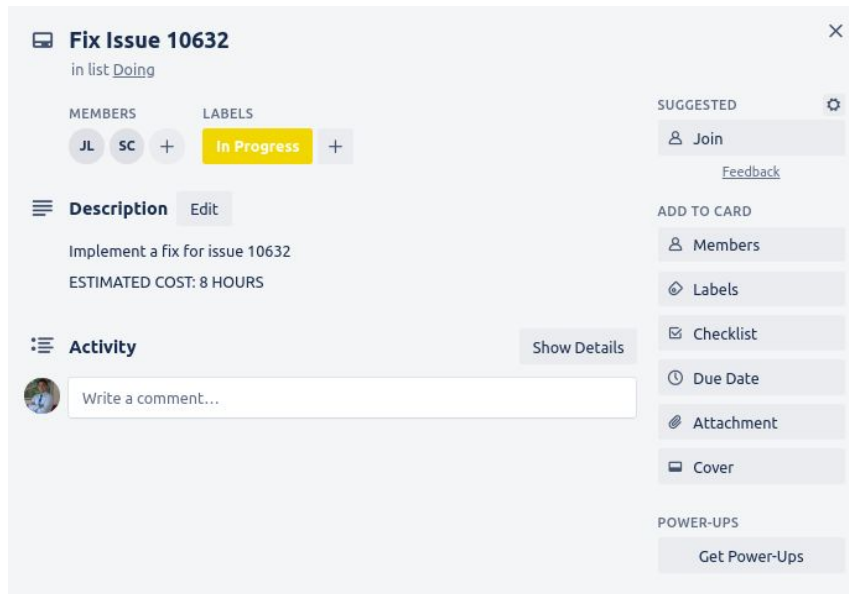 Fix Issue 10632
in list Doing
MEMBERS
LABELS
JL
SC
+
In Progress
+
Description
Edit
Implement a fix for issue 10632
ESTIMATED COST: 8 HOURS
Activity
Show Details
Write a comment…
SUGGESTED
Join
Feedback
ADD TO CARD
Members
Labels
Checklist
Due Date
Attachment
Cover
POWER-UPS
Get Power-Ups